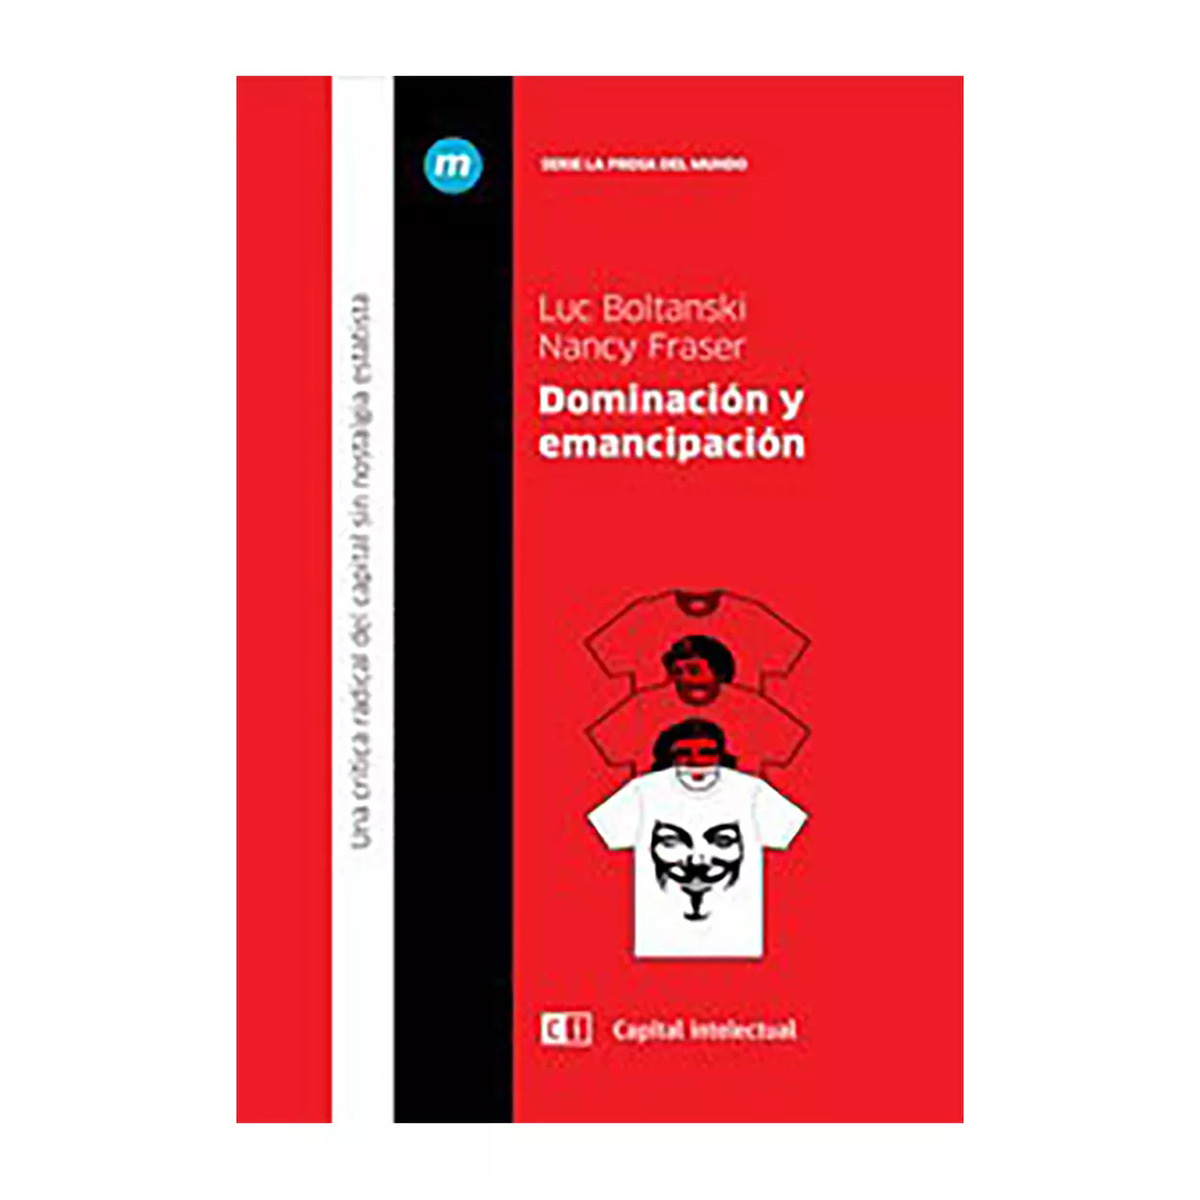 m
SERIE LA PROSA DEL MUNDO
Luc Boltanski
Nancy Fraser
Dominación y
emancipación
Una crítica radical del capital sin nostalgia estatista
ci Capital intelectual